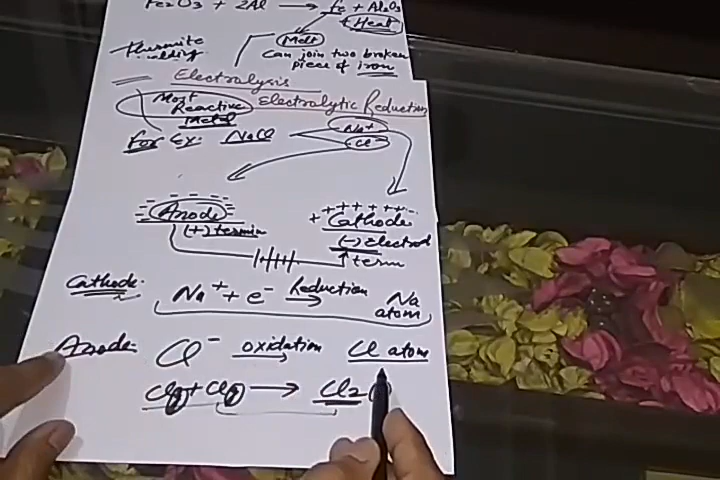 Fe2O3 + 2Al → Fe + Al2O3
+ Heat
Melt
Thermite welding
Can join two broken
piece of iron
Electrolysis
Most Reactive Metal
Electrolytic Reduction
For Ex: NaCl
Na+
Cl-
Anode
(+) termin
Cathode
(-) Electrod
term
Cathode: Na+ + e- Reduction → Na atom
Anode: Cl- oxidation → Cl atom
Cl(g) + Cl(g) → Cl2